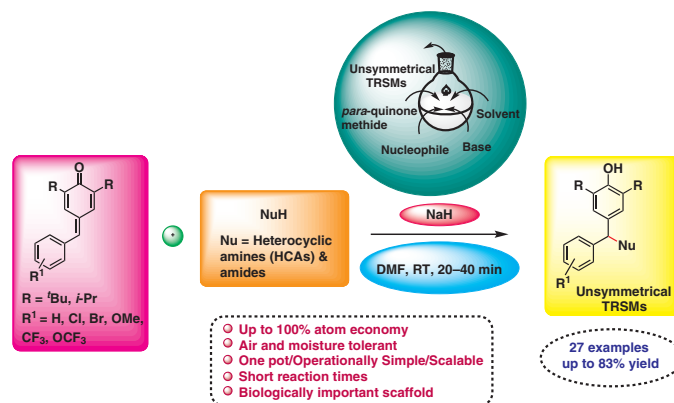 Unsymmetrical
TRSMs
para-quinone
methide
Solvent
Nucleophile
Base
O
R
R
R1
R = tBu, i-Pr
R1 = H, Cl, Br, OMe,
CF3, OCF3
+
NuH
Nu = Heterocyclic
amines (HCAs) &
amides
NaH
DMF, RT, 20–40 min
OH
R
R
Nu
R1
Unsymmetrical
TRSMs
Up to 100% atom economy
Air and moisture tolerant
One pot/Operationally Simple/Scalable
Short reaction times
Biologically important scaffold
27 examples
up to 83% yield